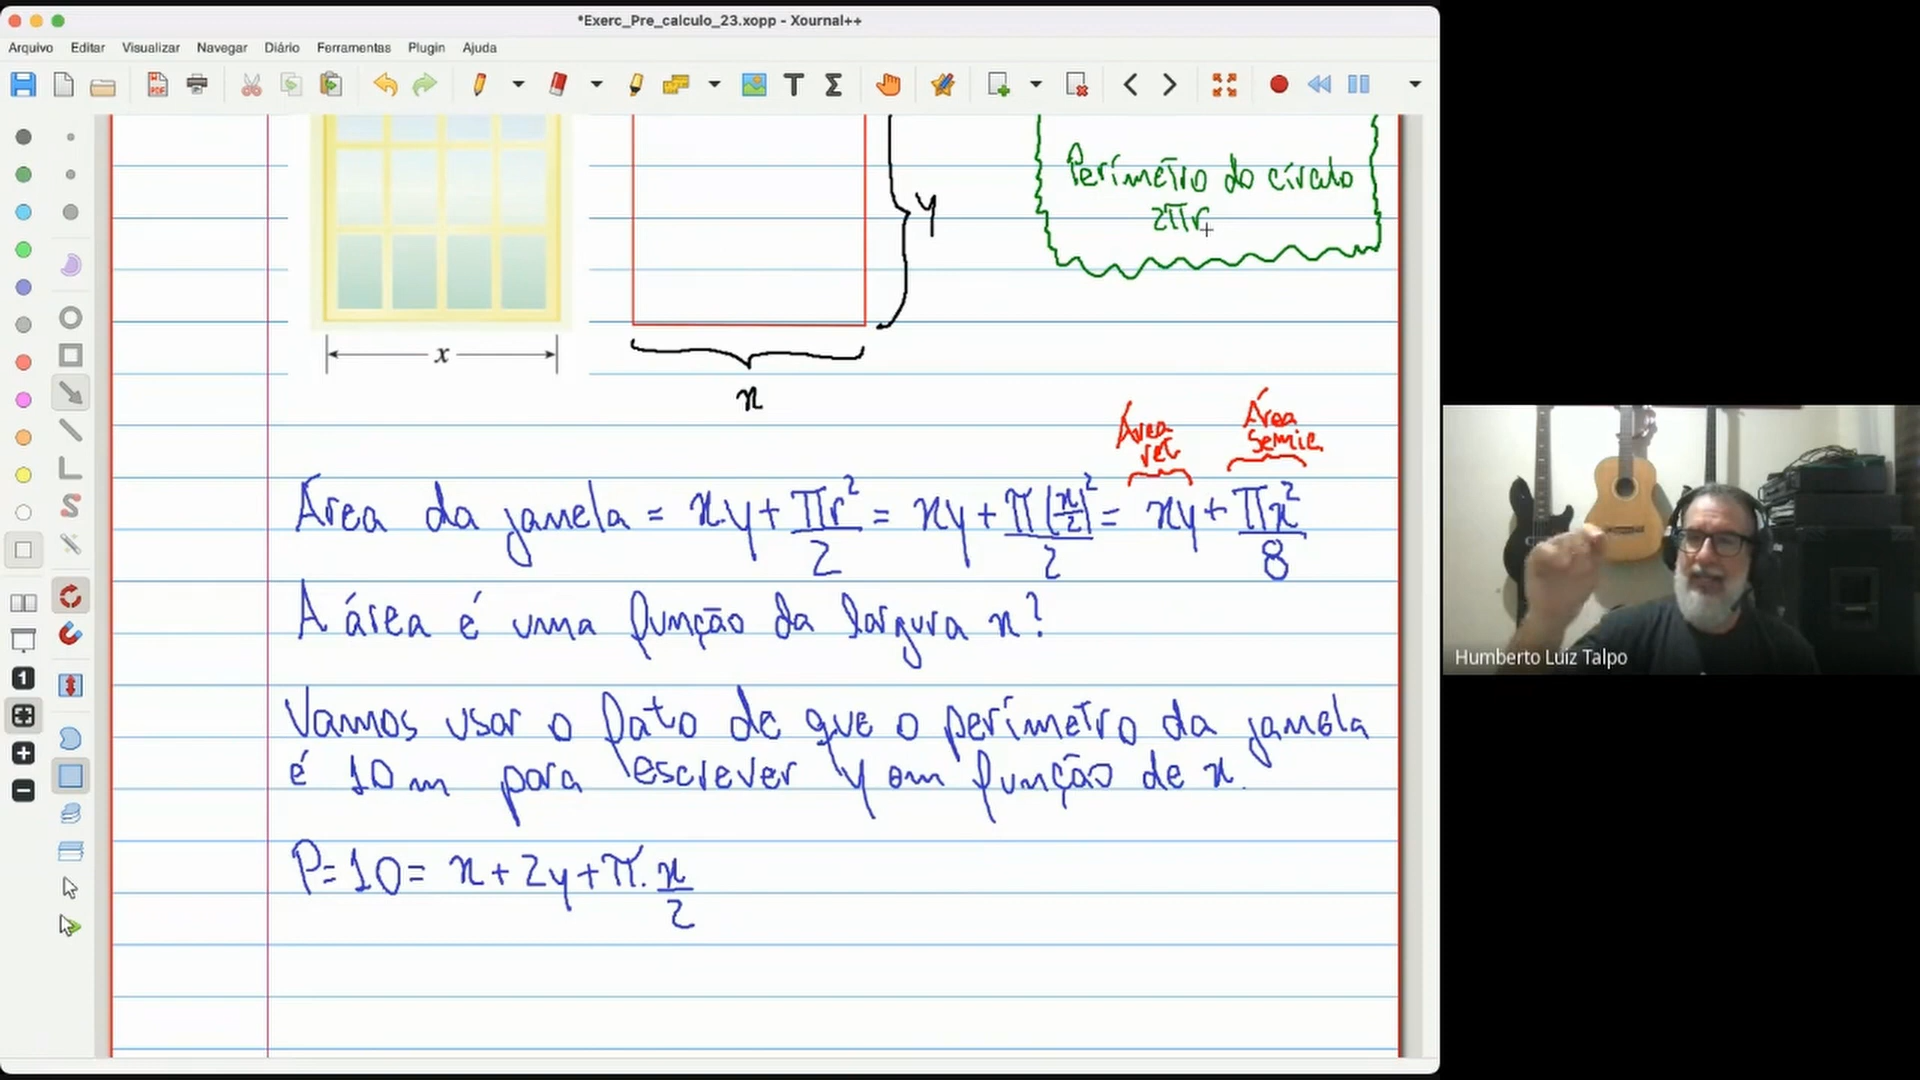 *Exerc_Pre_calculo_23.xopp - Xournal++
Arquivo Editar Visualizar Navegar Diário Ferramentas Plugin Ajuda
Perímetro do círculo
2πr
y
x
x
Área ret
Área semic
Área da janela = x.y + πr²/2 = xy + π(x/2)²/2 = xy + πx²/8
A área é uma função da largura x?
Vamos usar o fato de que o perímetro da janela
é 10m para escrever y em função de x.
P = 10 = x + 2y + π.x/2
Humberto Luiz Talpo
1